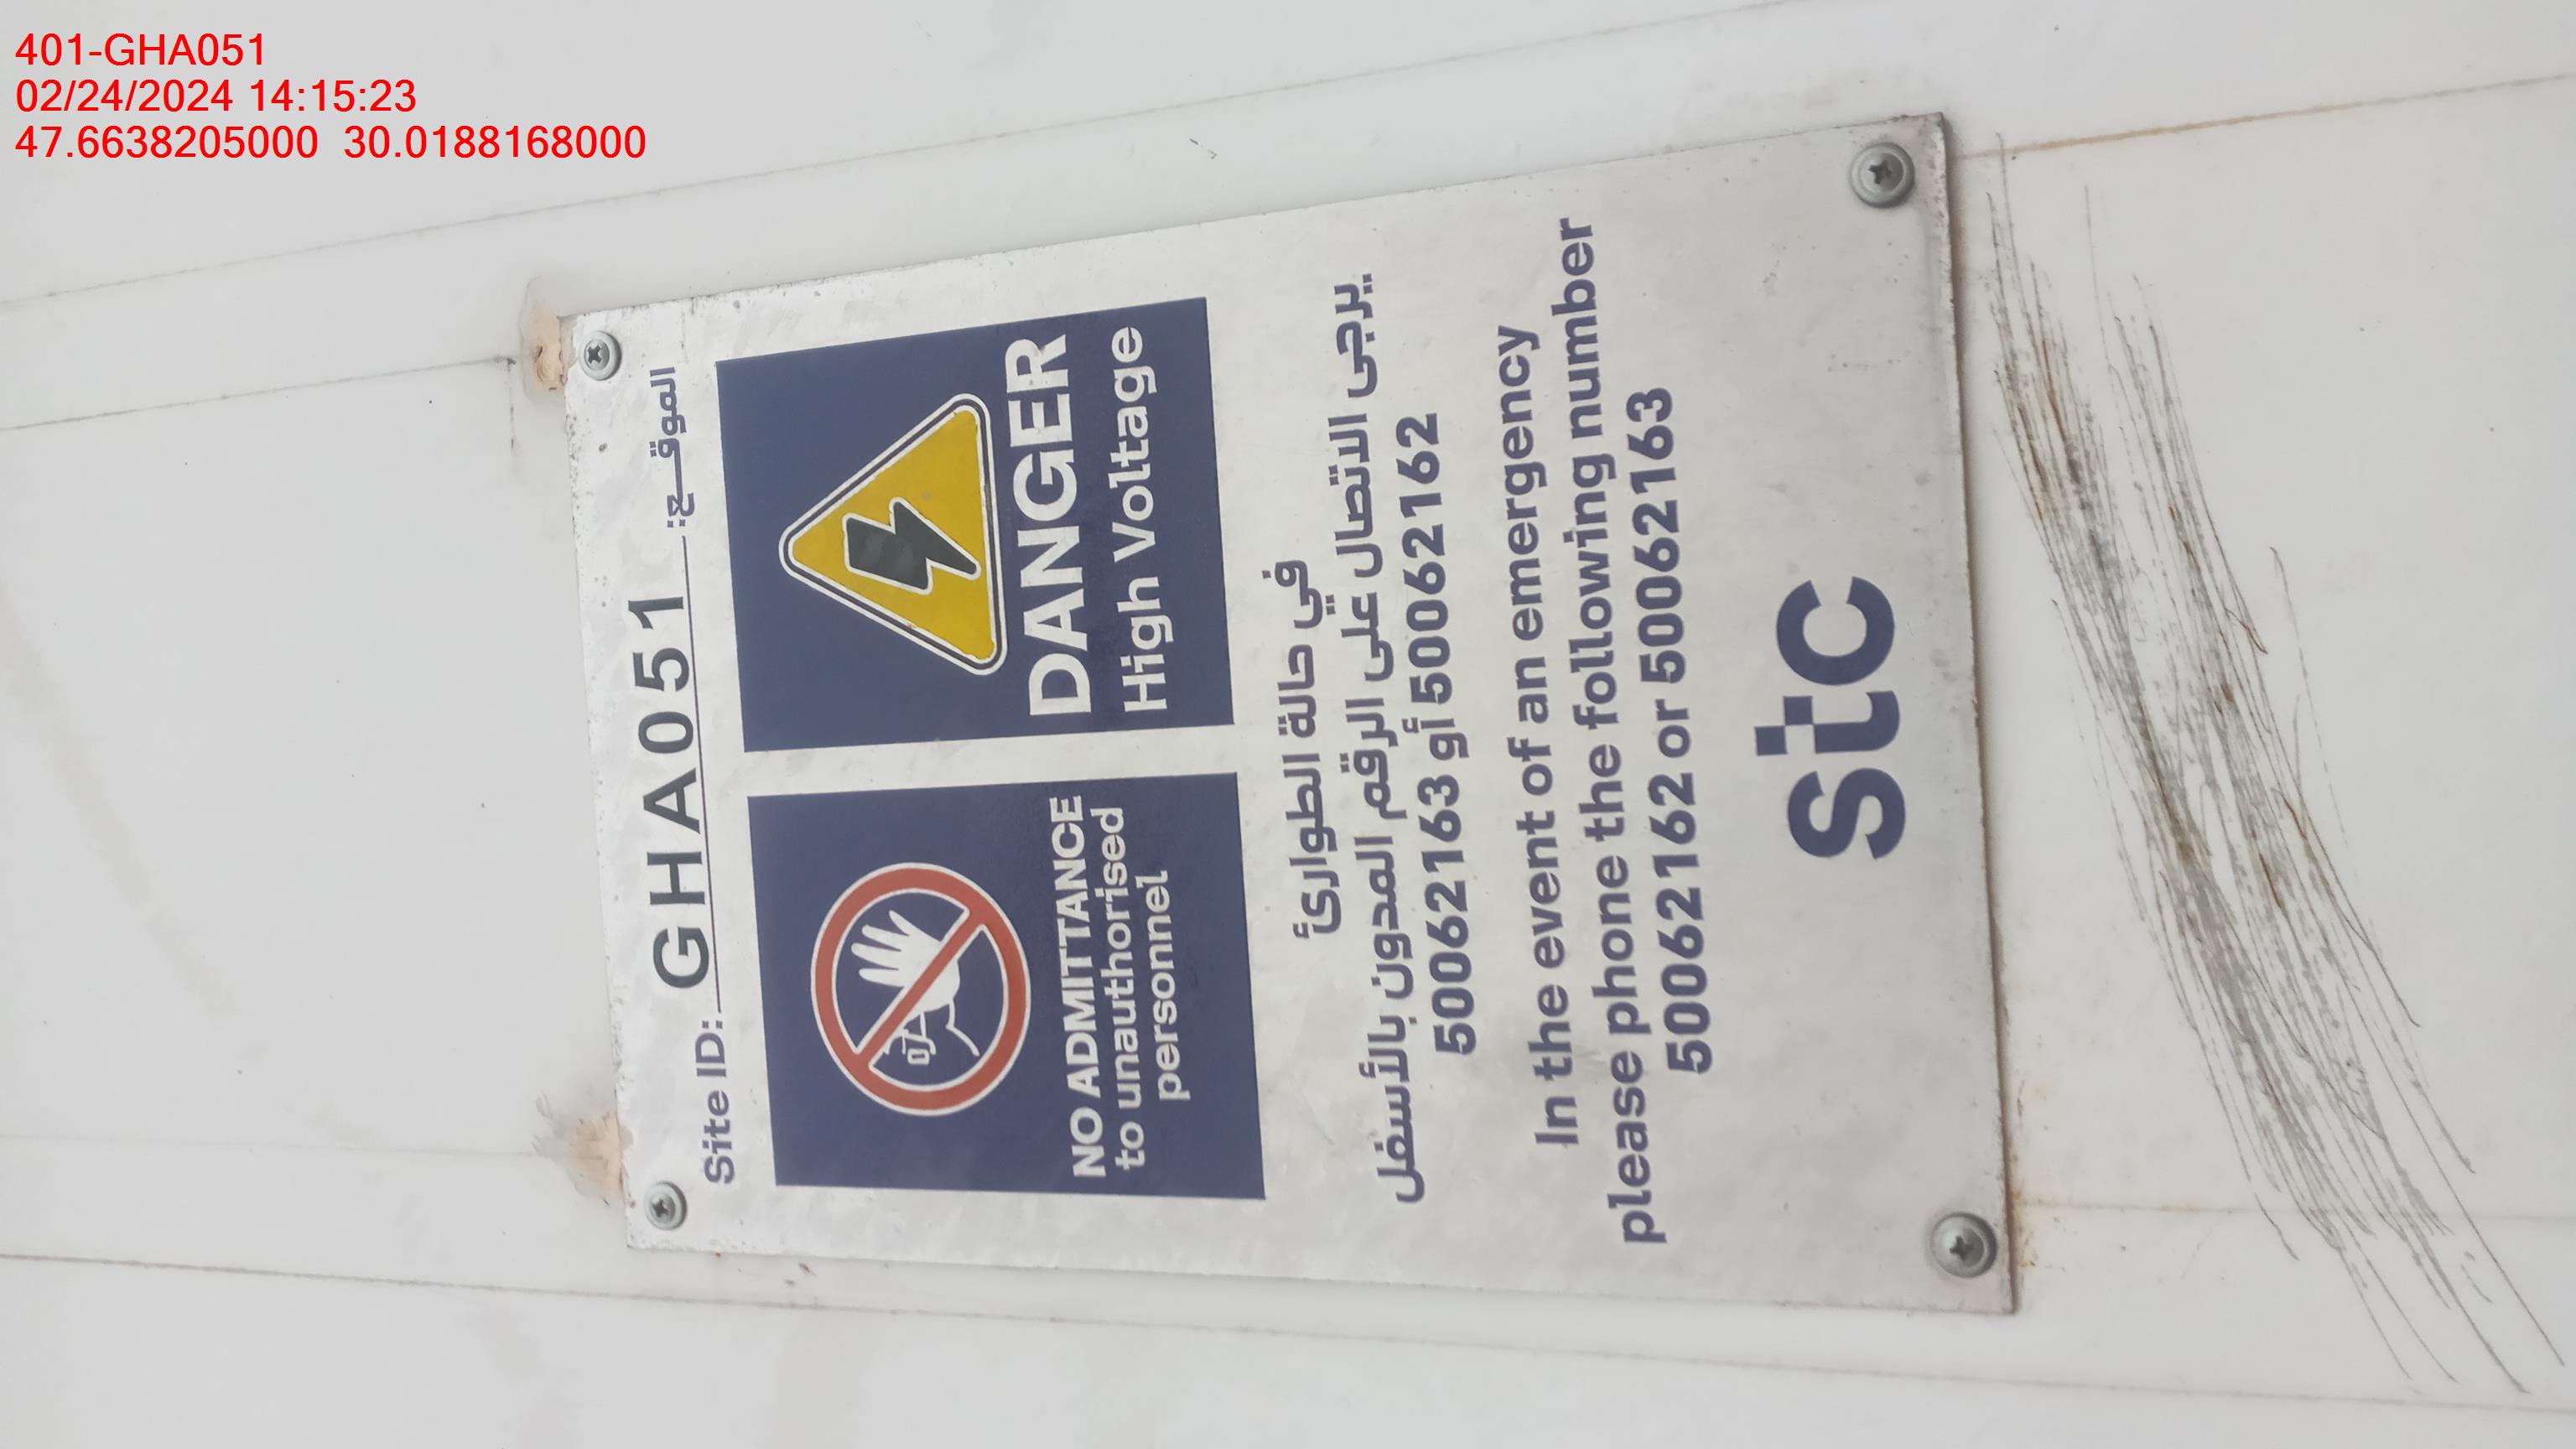 401-GHA051
02/24/2024 14:15:23
47.6638205000 30.0188168000
Site ID: GHA051 الموقــع:
NO ADMITTANCE
to unauthorised
personnel
DANGER
High Voltage
في حالة الطوارئ
يرجى الاتصال على الرقم المدون بالأسفل
50062163 أو 50062162
In the event of an emergency
please phone the following number
50062162 or 50062163
stc